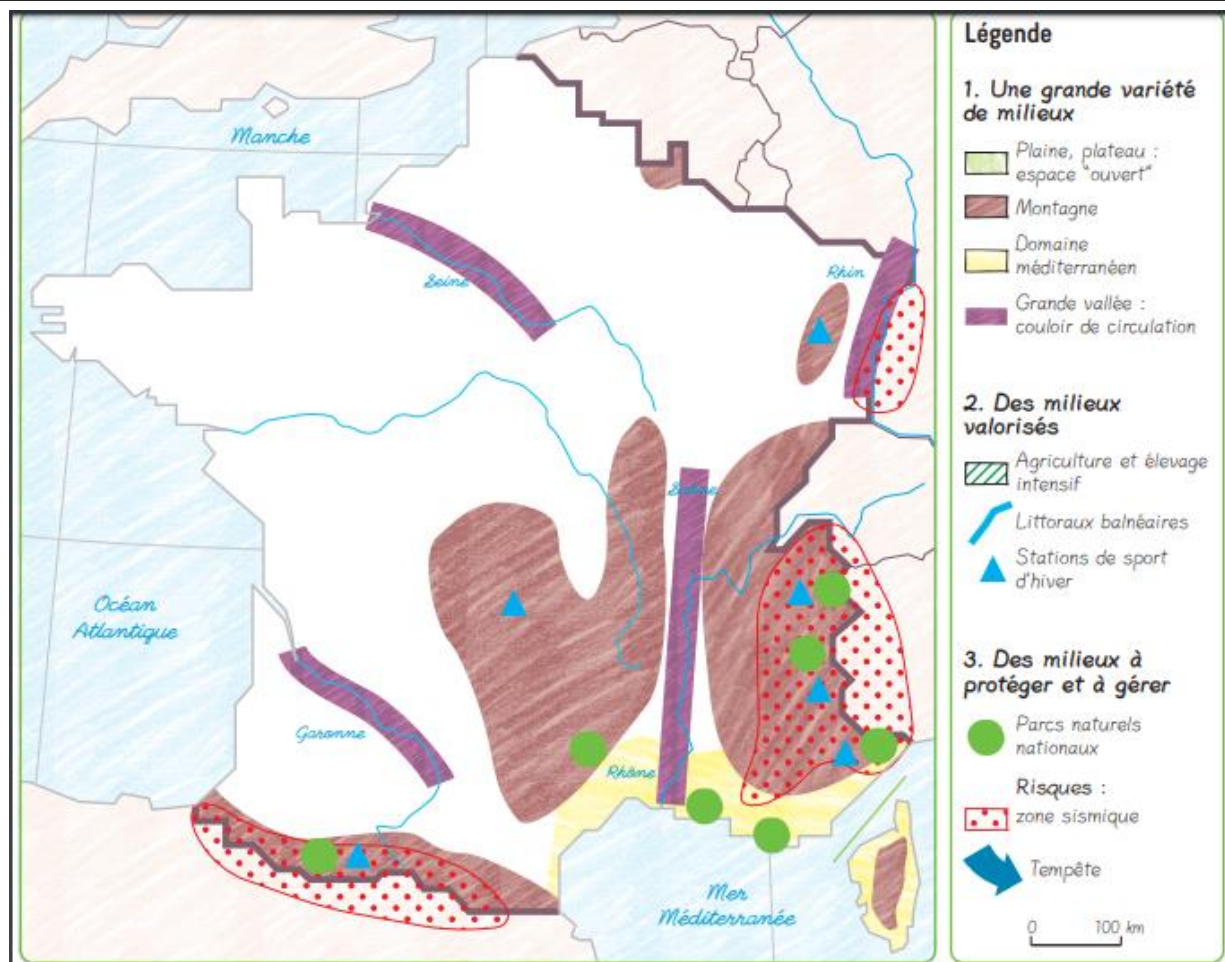 Manche
Seine
Rhin
Saône
Océan
Atlantique
Garonne
Rhône
Mer
Méditerranée
Légende
1. Une grande variété
de milieux
Plaine, plateau :
espace "ouvert"
Montagne
Domaine
méditerranéen
Grande vallée :
couloir de circulation
2. Des milieux
valorisés
Agriculture et élevage
intensif
Littoraux balnéaires
Stations de sport
d'hiver
3. Des milieux à
protéger et à gérer
Parcs naturels
nationaux
Risques :
zone sismique
Tempête
0 100 km